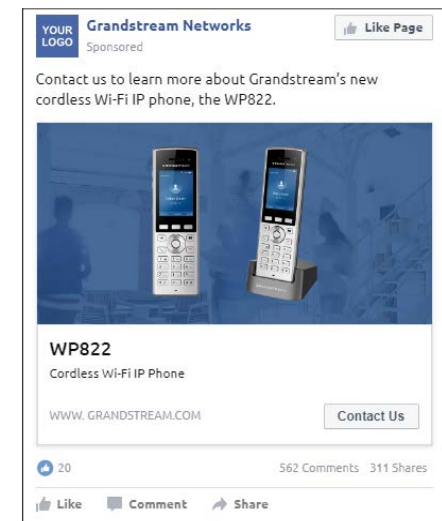 YOUR
LOGO
Grandstream Networks
Sponsored
Like Page
Contact us to learn more about Grandstream's new
cordless Wi-Fi IP phone, the WP822.
WP822
Cordless Wi-Fi IP Phone
WWW. GRANDSTREAM.COM
Contact Us
20
562 Comments 311 Shares
Like Comment Share